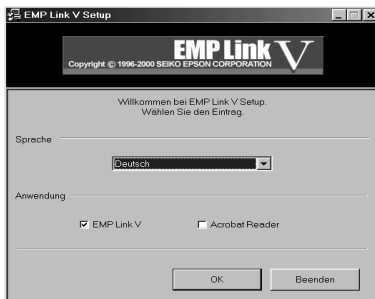 EMP Link V Setup
EMP Link V
Copyright © 1996-2000 SEIKO EPSON CORPORATION
Willkommen bei EMP Link V Setup.
Wählen Sie den Eintrag.
Sprache
Deutsch
Anwendung
EMP Link V
Acrobat Reader
OK
Beenden